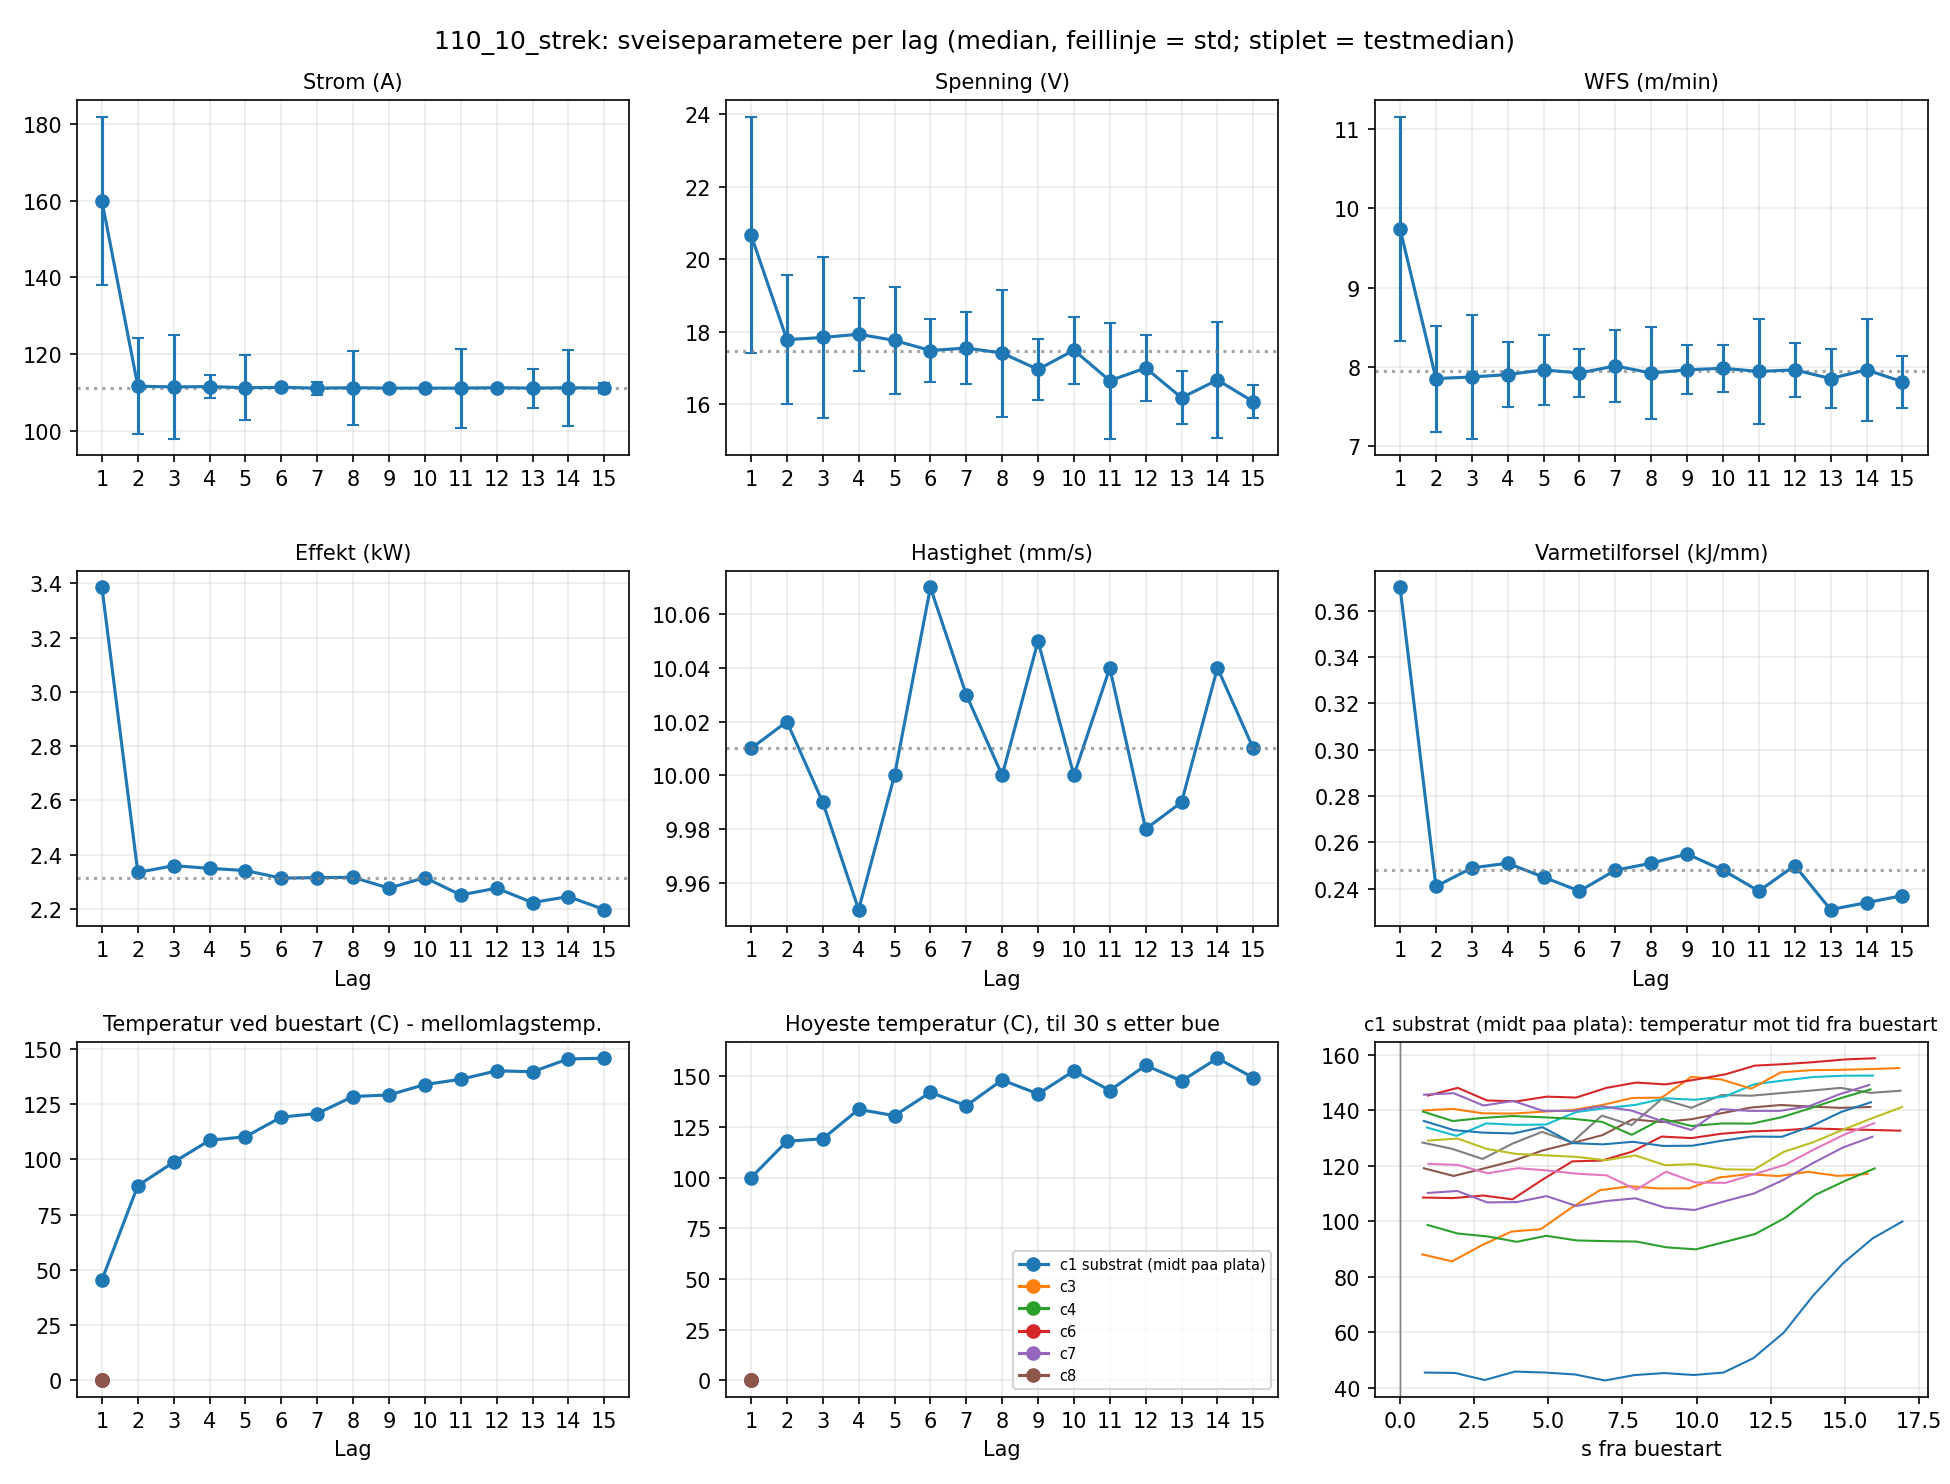 110_10_strek: sveiseparametere per lag (median, feillinje = std; stiplet = testmedian)
Strom (A)
180
160
140
120
100
1 2 3 4 5 6 7 8 9 10 11 12 13 14 15
Spenning (V)
24
22
20
18
16
1 2 3 4 5 6 7 8 9 10 11 12 13 14 15
WFS (m/min)
11
10
9
8
7
1 2 3 4 5 6 7 8 9 10 11 12 13 14 15
Effekt (kW)
3.4
3.2
3.0
2.8
2.6
2.4
2.2
1 2 3 4 5 6 7 8 9 10 11 12 13 14 15
Lag
Hastighet (mm/s)
10.06
10.04
10.02
10.00
9.98
9.96
1 2 3 4 5 6 7 8 9 10 11 12 13 14 15
Lag
Varmetilforsel (kJ/mm)
0.36
0.34
0.32
0.30
0.28
0.26
0.24
1 2 3 4 5 6 7 8 9 10 11 12 13 14 15
Lag
Temperatur ved buestart (C) - mellomlagstemp.
150
125
100
75
50
25
0
1 2 3 4 5 6 7 8 9 10 11 12 13 14 15
Lag
Hoyeste temperatur (C), til 30 s etter bue
150
125
100
75
50
25
0
c1 substrat (midt paa plata)
c3
c4
c6
c7
c8
1 2 3 4 5 6 7 8 9 10 11 12 13 14 15
Lag
c1 substrat (midt paa plata): temperatur mot tid fra buestart
160
140
120
100
80
60
40
0.0 2.5 5.0 7.5 10.0 12.5 15.0 17.5
s fra buestart